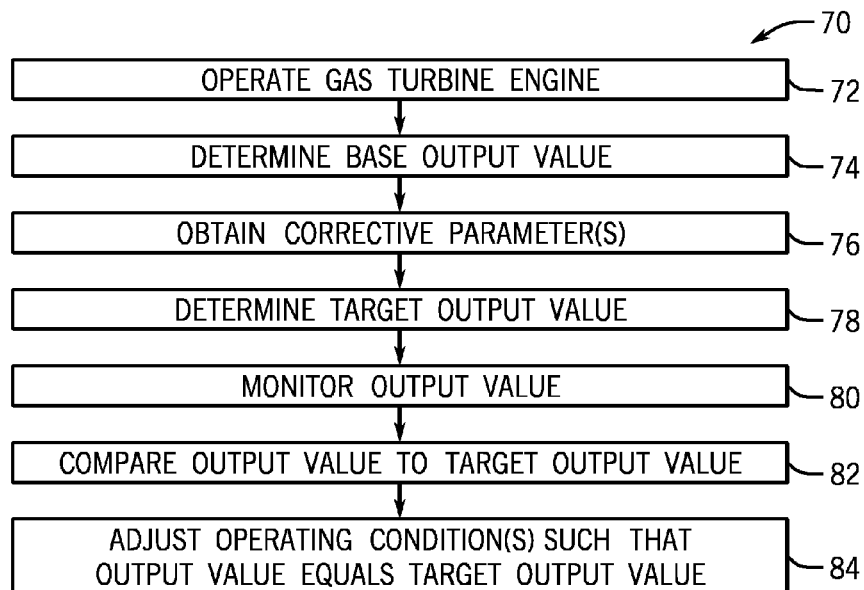 70
OPERATE GAS TURBINE ENGINE 72
DETERMINE BASE OUTPUT VALUE 74
OBTAIN CORRECTIVE PARAMETER(S) 76
DETERMINE TARGET OUTPUT VALUE 78
MONITOR OUTPUT VALUE 80
COMPARE OUTPUT VALUE TO TARGET OUTPUT VALUE 82
ADJUST OPERATING CONDITION(S) SUCH THAT
OUTPUT VALUE EQUALS TARGET OUTPUT VALUE 84